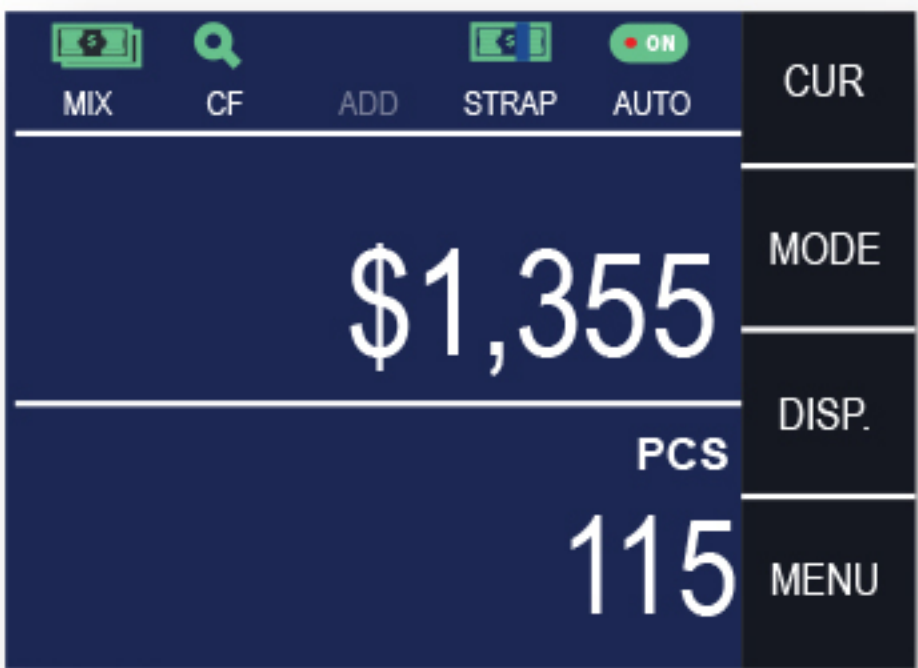 ON
MIX CF ADD STRAP AUTO
$1,355
PCS
115
CUR
MODE
DISP.
MENU